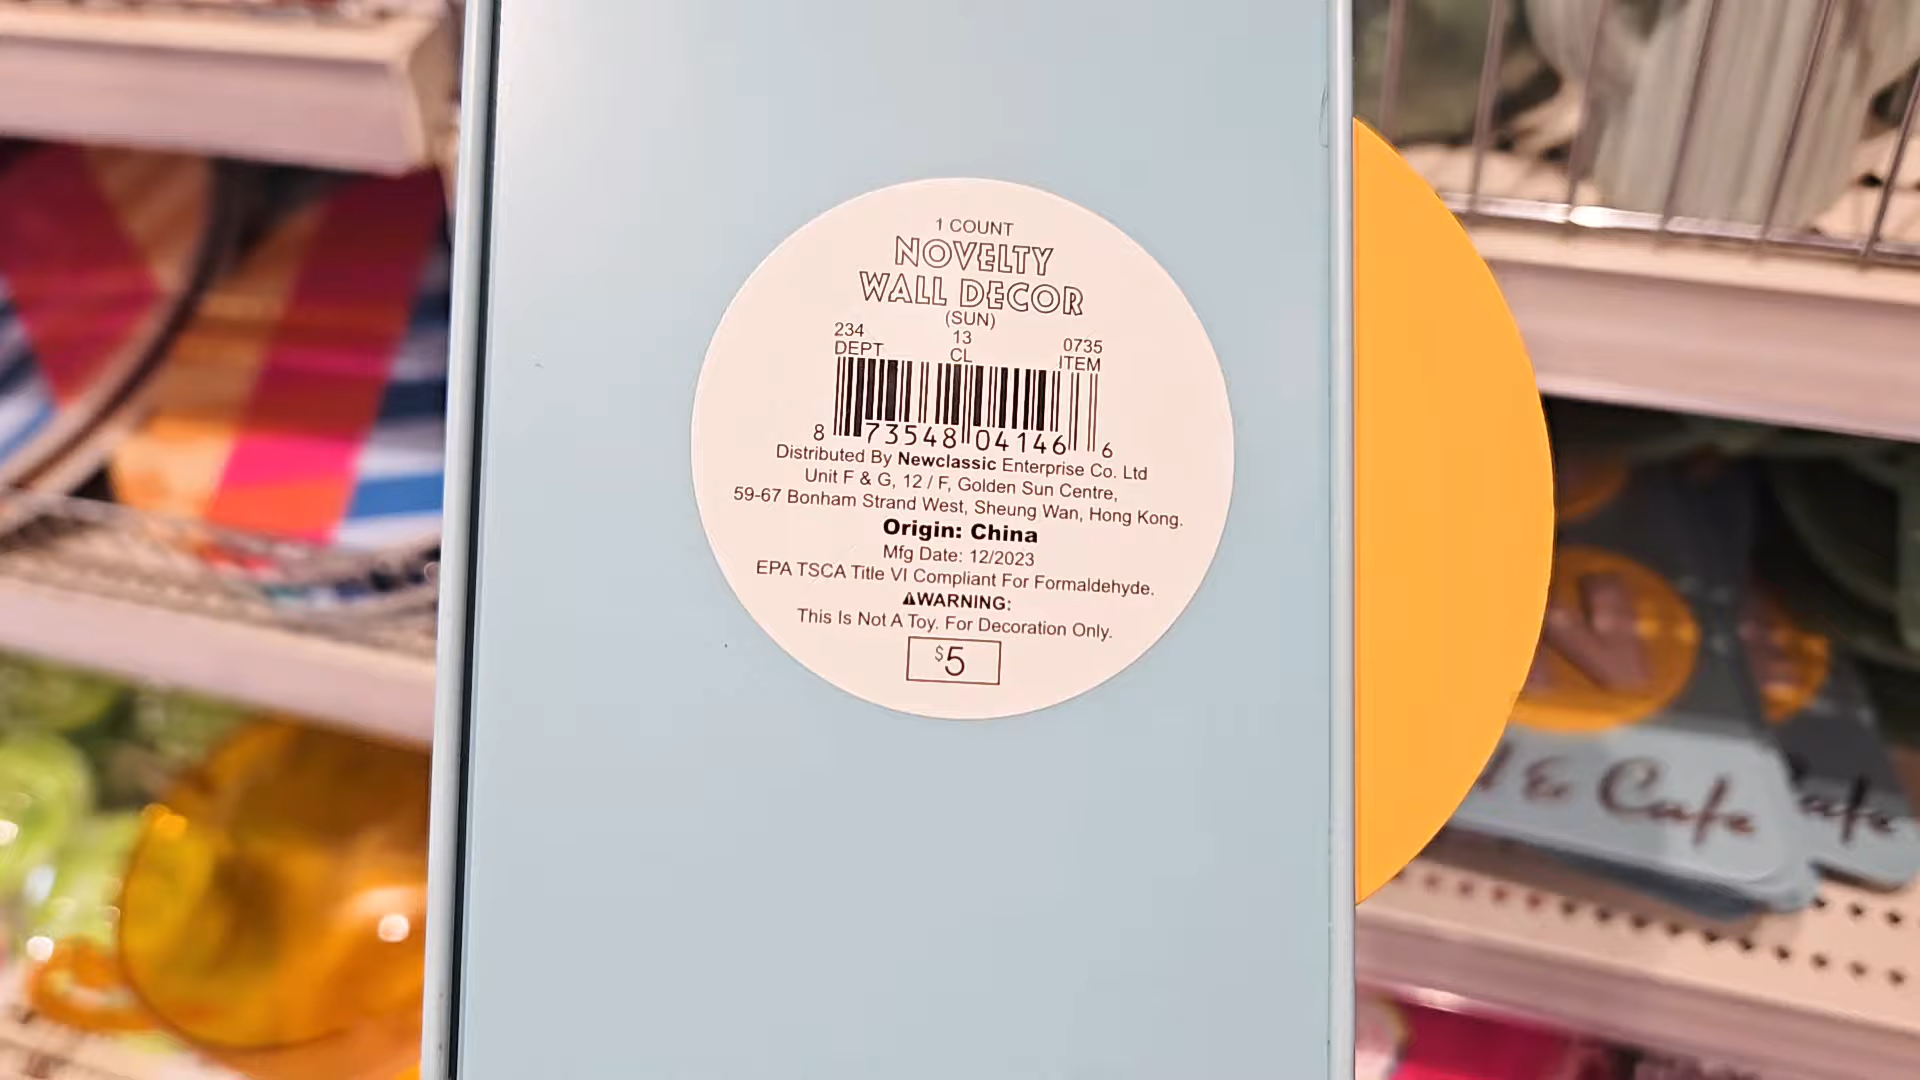 1 COUNT
NOVELTY
WALL DECOR
(SUN)
234 13 0735
DEPT CL ITEM
8 73548 04146 6
Distributed By Newclassic Enterprise Co. Ltd
Unit F & G, 12 / F, Golden Sun Centre,
59-67 Bonham Strand West, Sheung Wan, Hong Kong.
Origin: China
Mfg Date: 12/2023
EPA TSCA Title VI Compliant For Formaldehyde.
⚠WARNING:
This Is Not A Toy. For Decoration Only.
$5
& Cafe